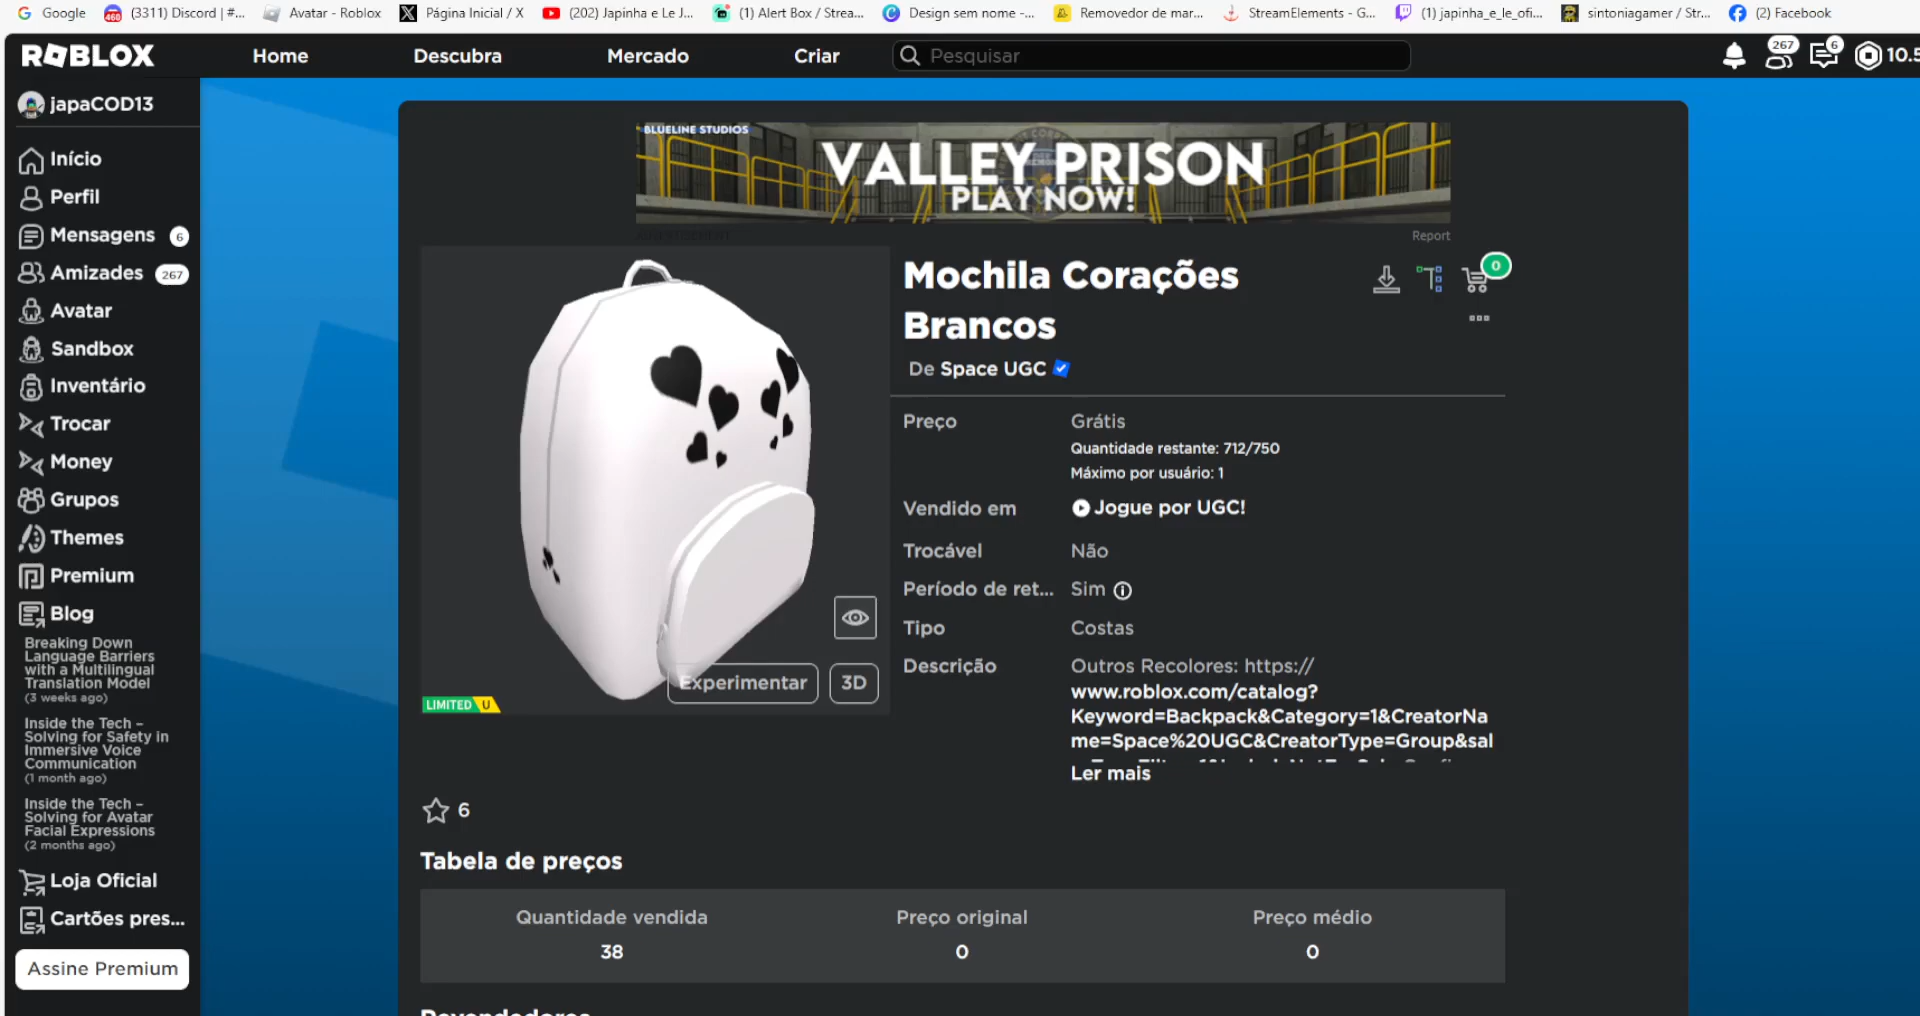 Google
460
(3311) Discord | #...
Avatar - Roblox
X
Página Inicial / X
(202) Japinha e Le J...
(1) Alert Box / Strea...
Design sem nome -...
Removedor de mar...
StreamElements - G...
(1) japinha_e_le_ofi...
sintoniagamer / Str...
(2) Facebook
ROBLOX
Home
Descubra
Mercado
Criar
Pesquisar
267
6
10.5
japaCOD13
Início
Perfil
Mensagens 6
Amizades 267
Avatar
Sandbox
Inventário
Trocar
Money
Grupos
Themes
Premium
Blog
Breaking Down
Language Barriers
with a Multilingual
Translation Model
(3 weeks ago)
Inside the Tech –
Solving for Safety in
Immersive Voice
Communication
(1 month ago)
Inside the Tech –
Solving for Avatar
Facial Expressions
(2 months ago)
Loja Oficial
Cartões pres...
Assine Premium
BLUELINE STUDIOS
VALLEY PRISON
PLAY NOW!
ADVERTISEMENT
Report
Mochila Corações
Brancos
0
De Space UGC
Preço
Grátis
Quantidade restante: 712/750
Máximo por usuário: 1
Vendido em
Jogue por UGC!
Trocável
Não
Período de ret...
Sim
Tipo
Costas
Descrição
Outros Recolores: https://
www.roblox.com/catalog?
Keyword=Backpack&Category=1&CreatorNa
me=Space%20UGC&CreatorType=Group&sal
Ler mais
Experimentar
3D
LIMITED U
6
Tabela de preços
Quantidade vendida
38
Preço original
0
Preço médio
0
Revendedores